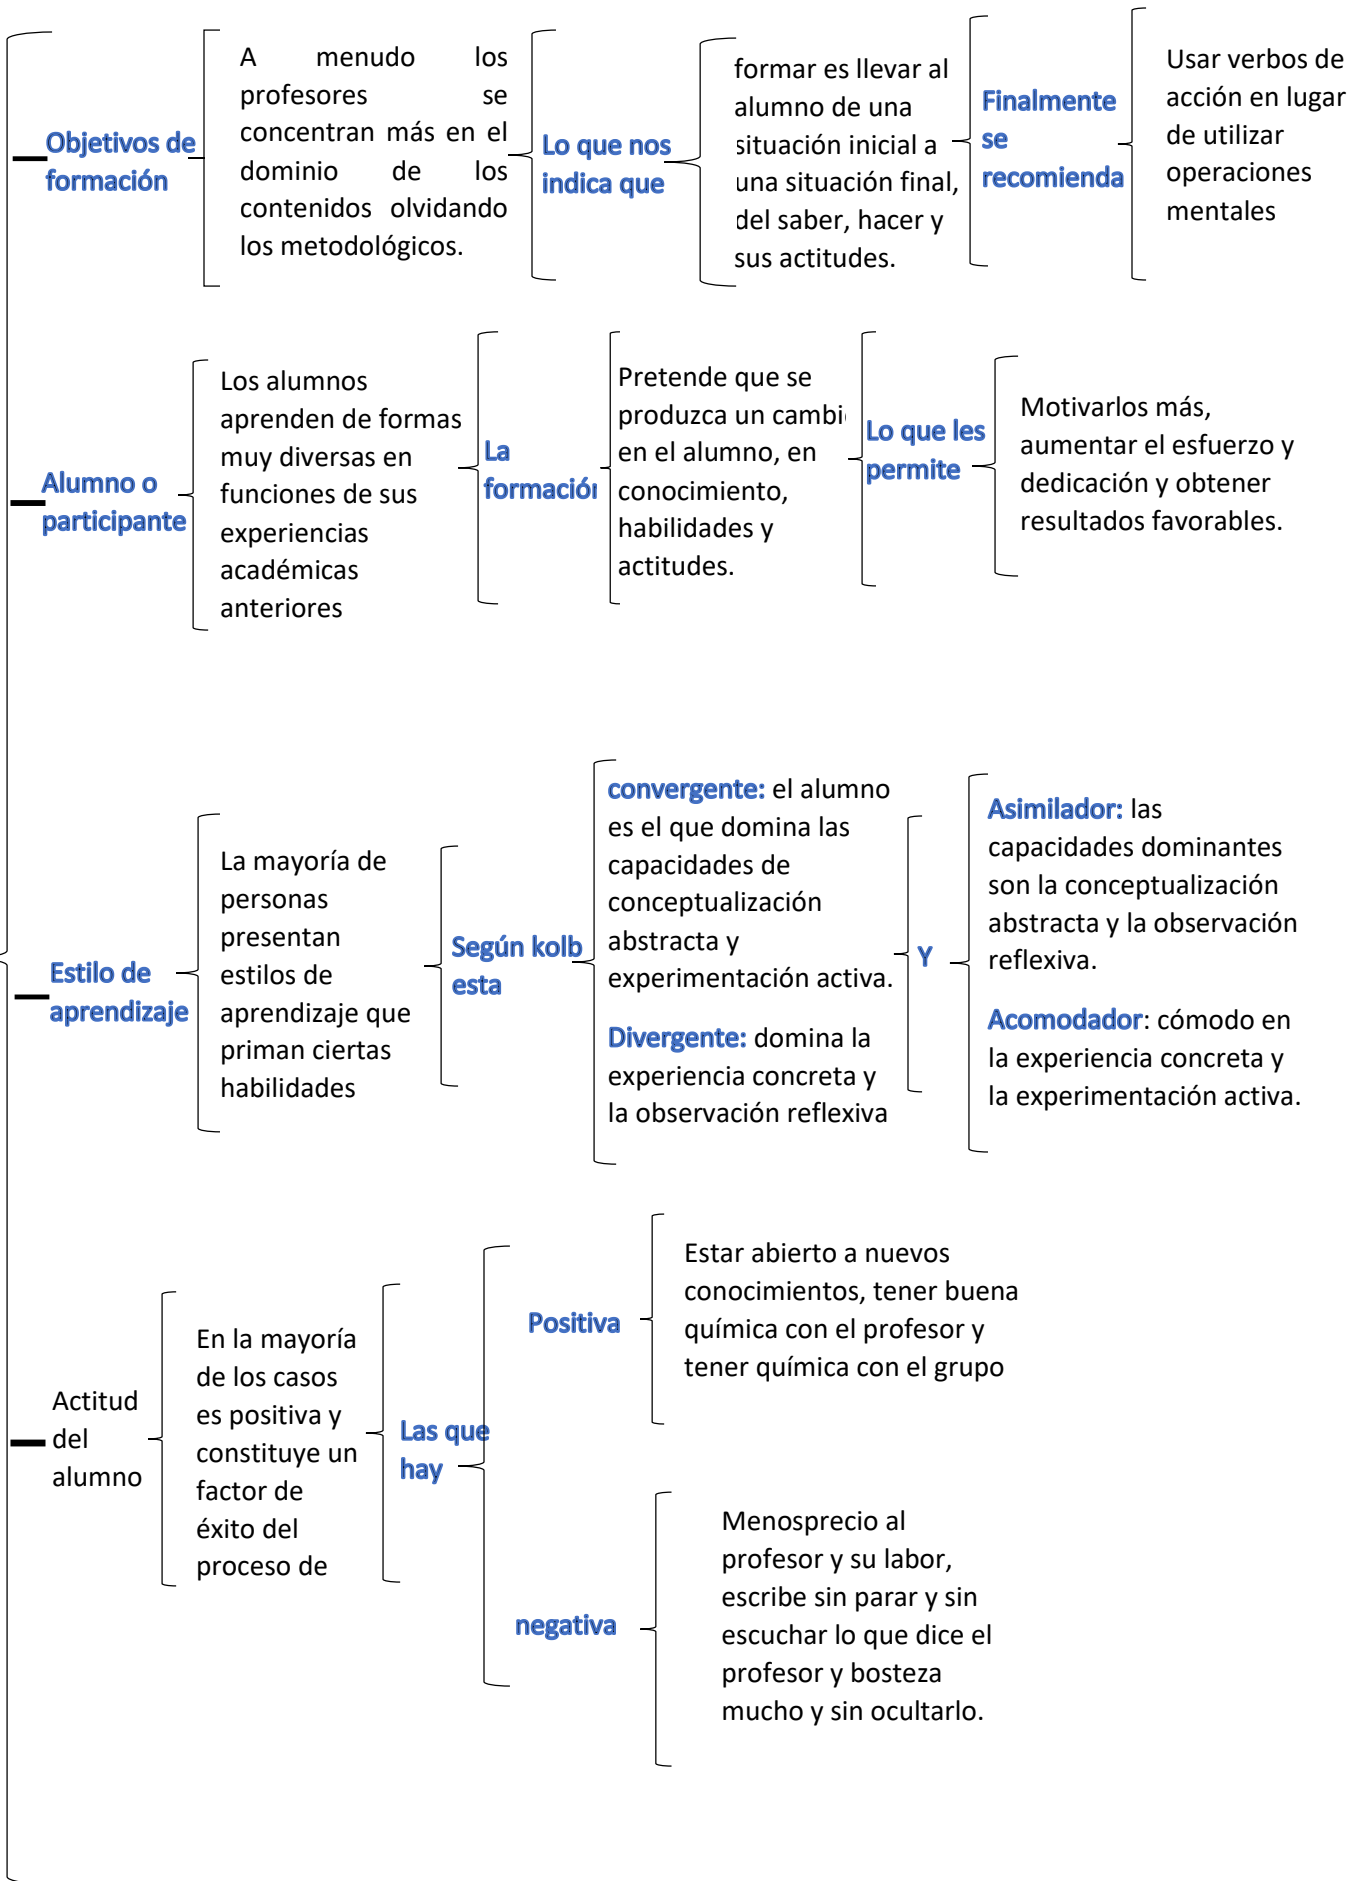 Objetivos de
formación
A menudo los
profesores se
concentran más en el
dominio de los
contenidos olvidando
los metodológicos.
Lo que nos
indica que
formar es llevar al
alumno de una
situación inicial a
una situación final,
del saber, hacer y
sus actitudes.
Finalmente
se
recomienda
Usar verbos de
acción en lugar
de utilizar
operaciones
mentales
Alumno o
participante
Los alumnos
aprenden de formas
muy diversas en
funciones de sus
experiencias
académicas
anteriores
La
formación
Pretende que se
produzca un cambi
en el alumno, en
conocimiento,
habilidades y
actitudes.
Lo que les
permite
Motivarlos más,
aumentar el esfuerzo y
dedicación y obtener
resultados favorables.
Estilo de
aprendizaje
La mayoría de
personas
presentan
estilos de
aprendizaje que
priman ciertas
habilidades
Según kolb
esta
convergente: el alumno
es el que domina las
capacidades de
conceptualización
abstracta y
experimentación activa.
Divergente: domina la
experiencia concreta y
la observación reflexiva
Y
Asimilador: las
capacidades dominantes
son la conceptualización
abstracta y la observación
reflexiva.
Acomodador: cómodo en
la experiencia concreta y
la experimentación activa.
Actitud
del
alumno
En la mayoría
de los casos
es positiva y
constituye un
factor de
éxito del
proceso de
Las que
hay
Positiva
Estar abierto a nuevos
conocimientos, tener buena
química con el profesor y
tener química con el grupo
negativa
Menosprecio al
profesor y su labor,
escribe sin parar y sin
escuchar lo que dice el
profesor y bosteza
mucho y sin ocultarlo.